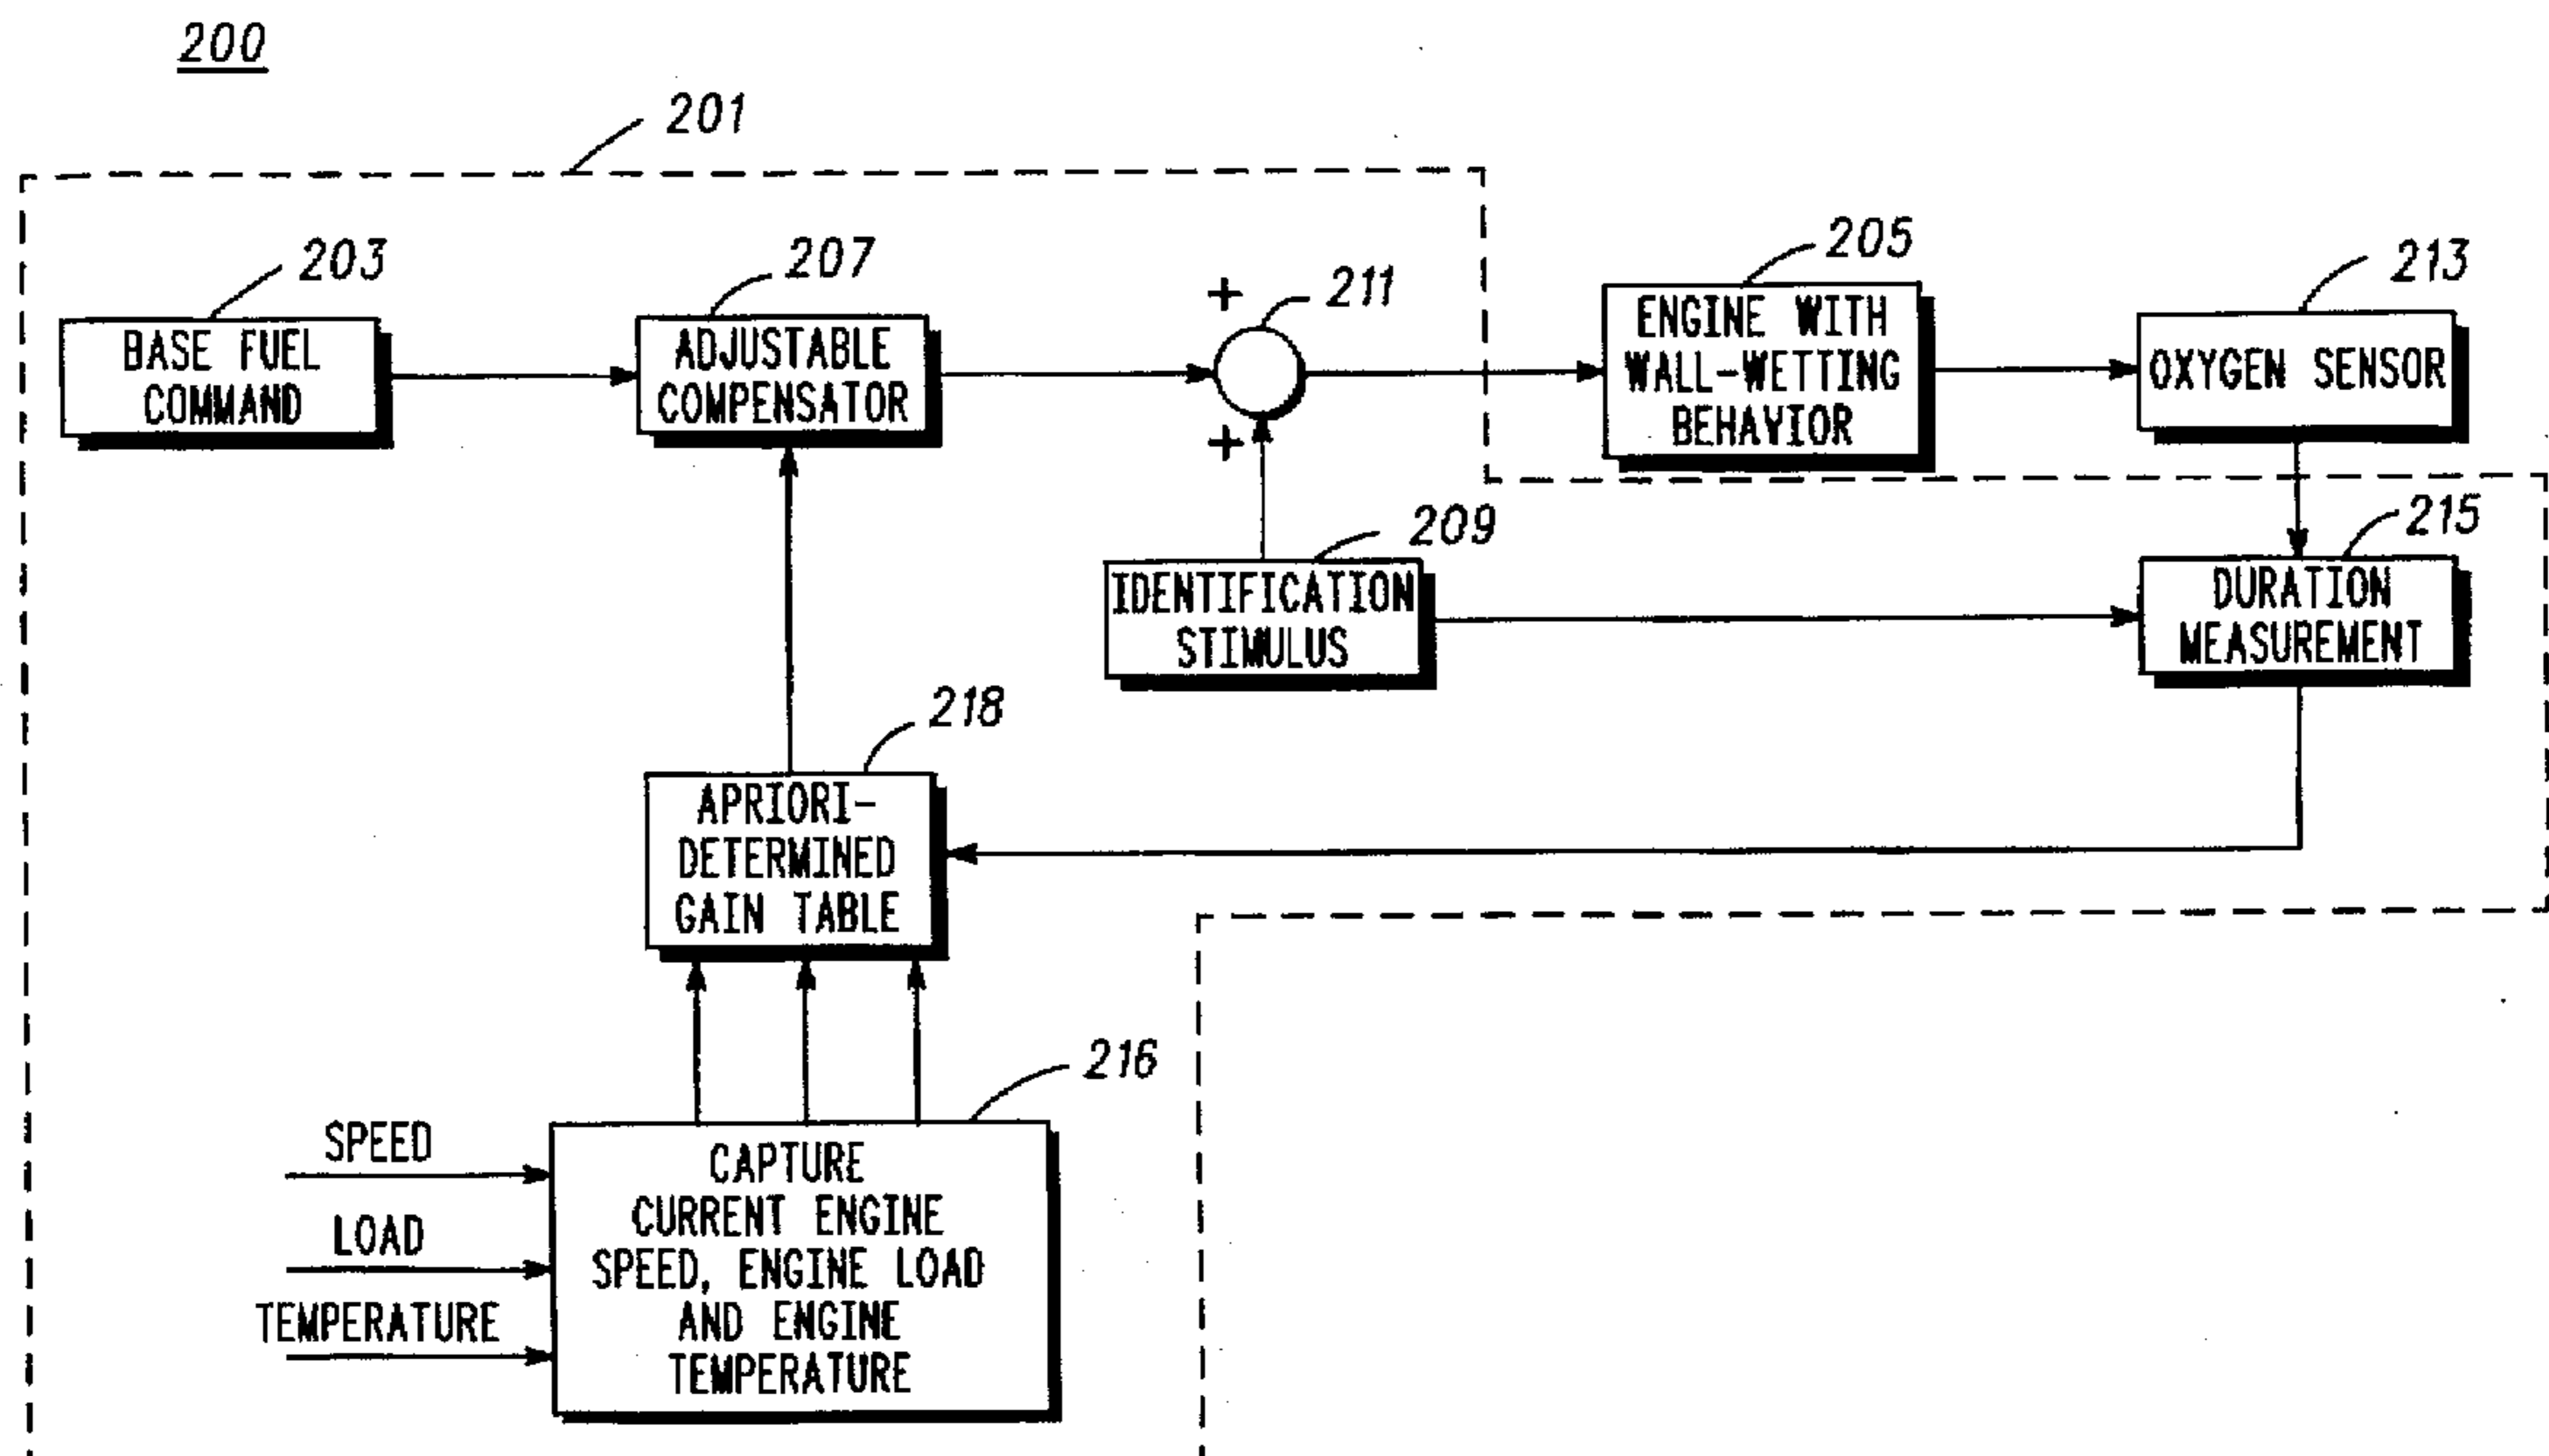 200
201
203
207
+
211
205
213
BASE FUEL
COMMAND
ADJUSTABLE
COMPENSATOR
ENGINE WITH
WALL-WETTING
BEHAVIOR
OXYGEN SENSOR
+
209
215
IDENTIFICATION
STIMULUS
DURATION
MEASUREMENT
218
APRIORI-
DETERMINED
GAIN TABLE
216
SPEED
LOAD
TEMPERATURE
CAPTURE
CURRENT ENGINE
SPEED, ENGINE LOAD
AND ENGINE
TEMPERATURE